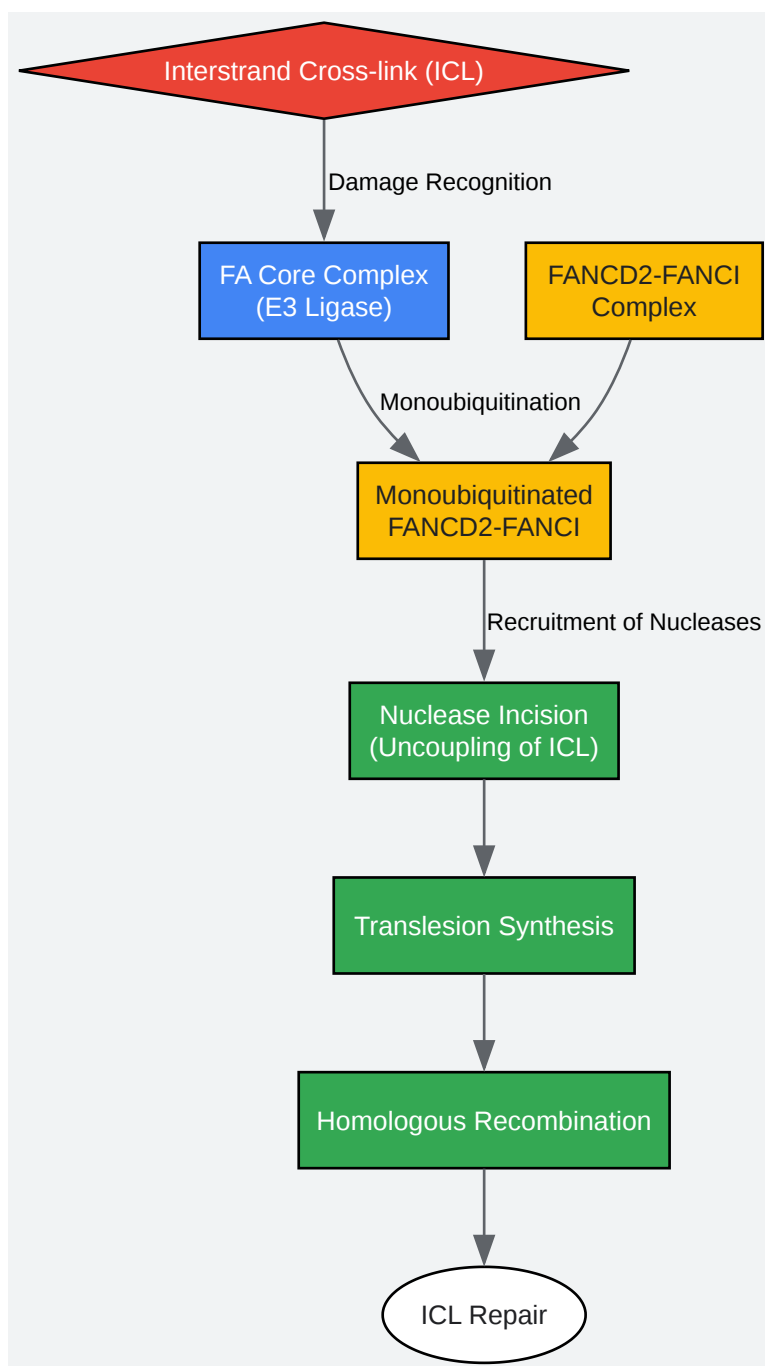 Interstrand Cross-link (ICL)
Damage Recognition
FA Core Complex
(E3 Ligase)
FANCD2-FANCI
Complex
Monoubiquitination
Monoubiquitinated
FANCD2-FANCI
Recruitment of Nucleases
Nuclease Incision
(Uncoupling of ICL)
Translesion Synthesis
Homologous Recombination
ICL Repair